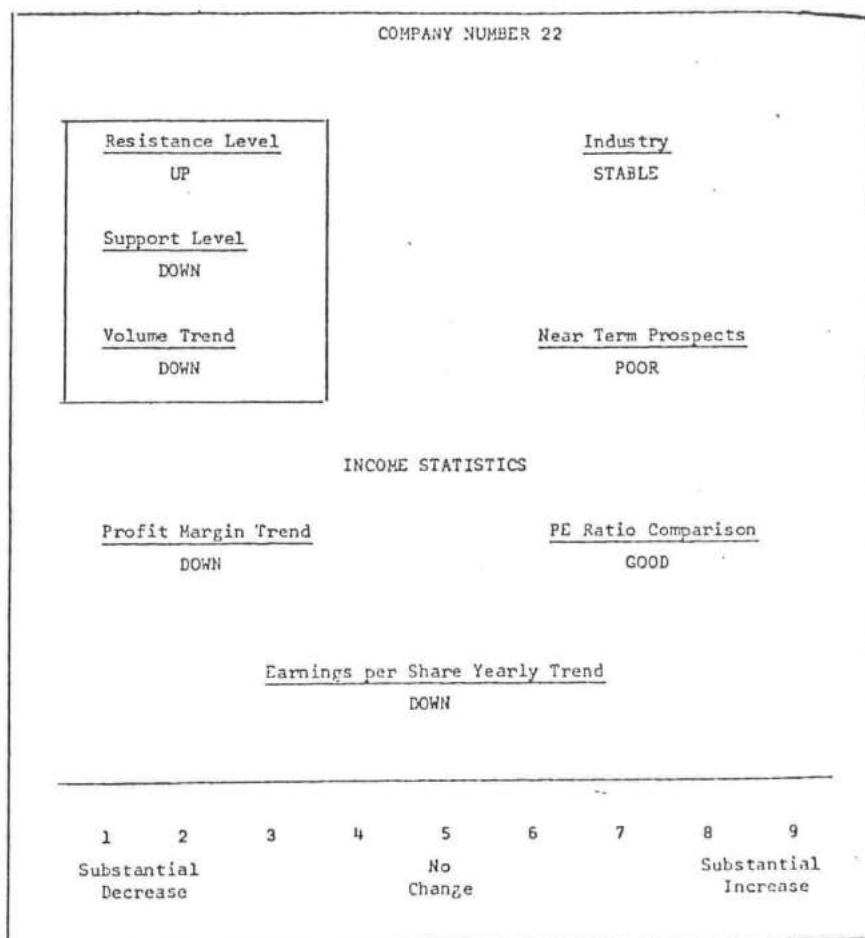 COMPANY NUMBER 22
Resistance Level
UP
Industry
STABLE
Support Level
DOWN
Volume Trend
DOWN
Near Term Prospects
POOR
INCOME STATISTICS
Profit Margin Trend
DOWN
PE Ratio Comparison
GOOD
Earnings per Share Yearly Trend
DOWN
1 2 3 4 5 6 7 8 9
Substantial Decrease
No Change
Substantial Increase